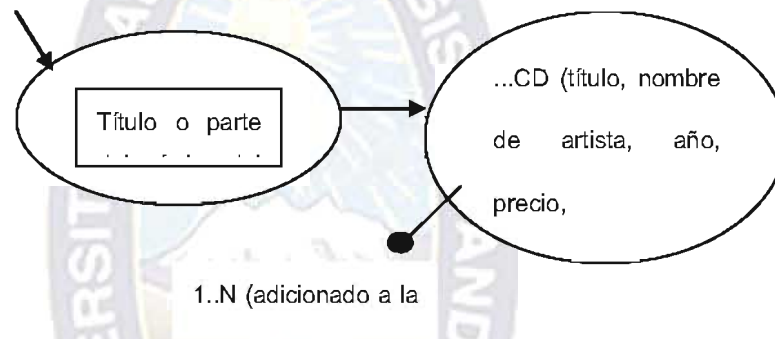 Título o parte
...CD (título, nombre
de artista, año,
precio,
1..N (adicionado a la